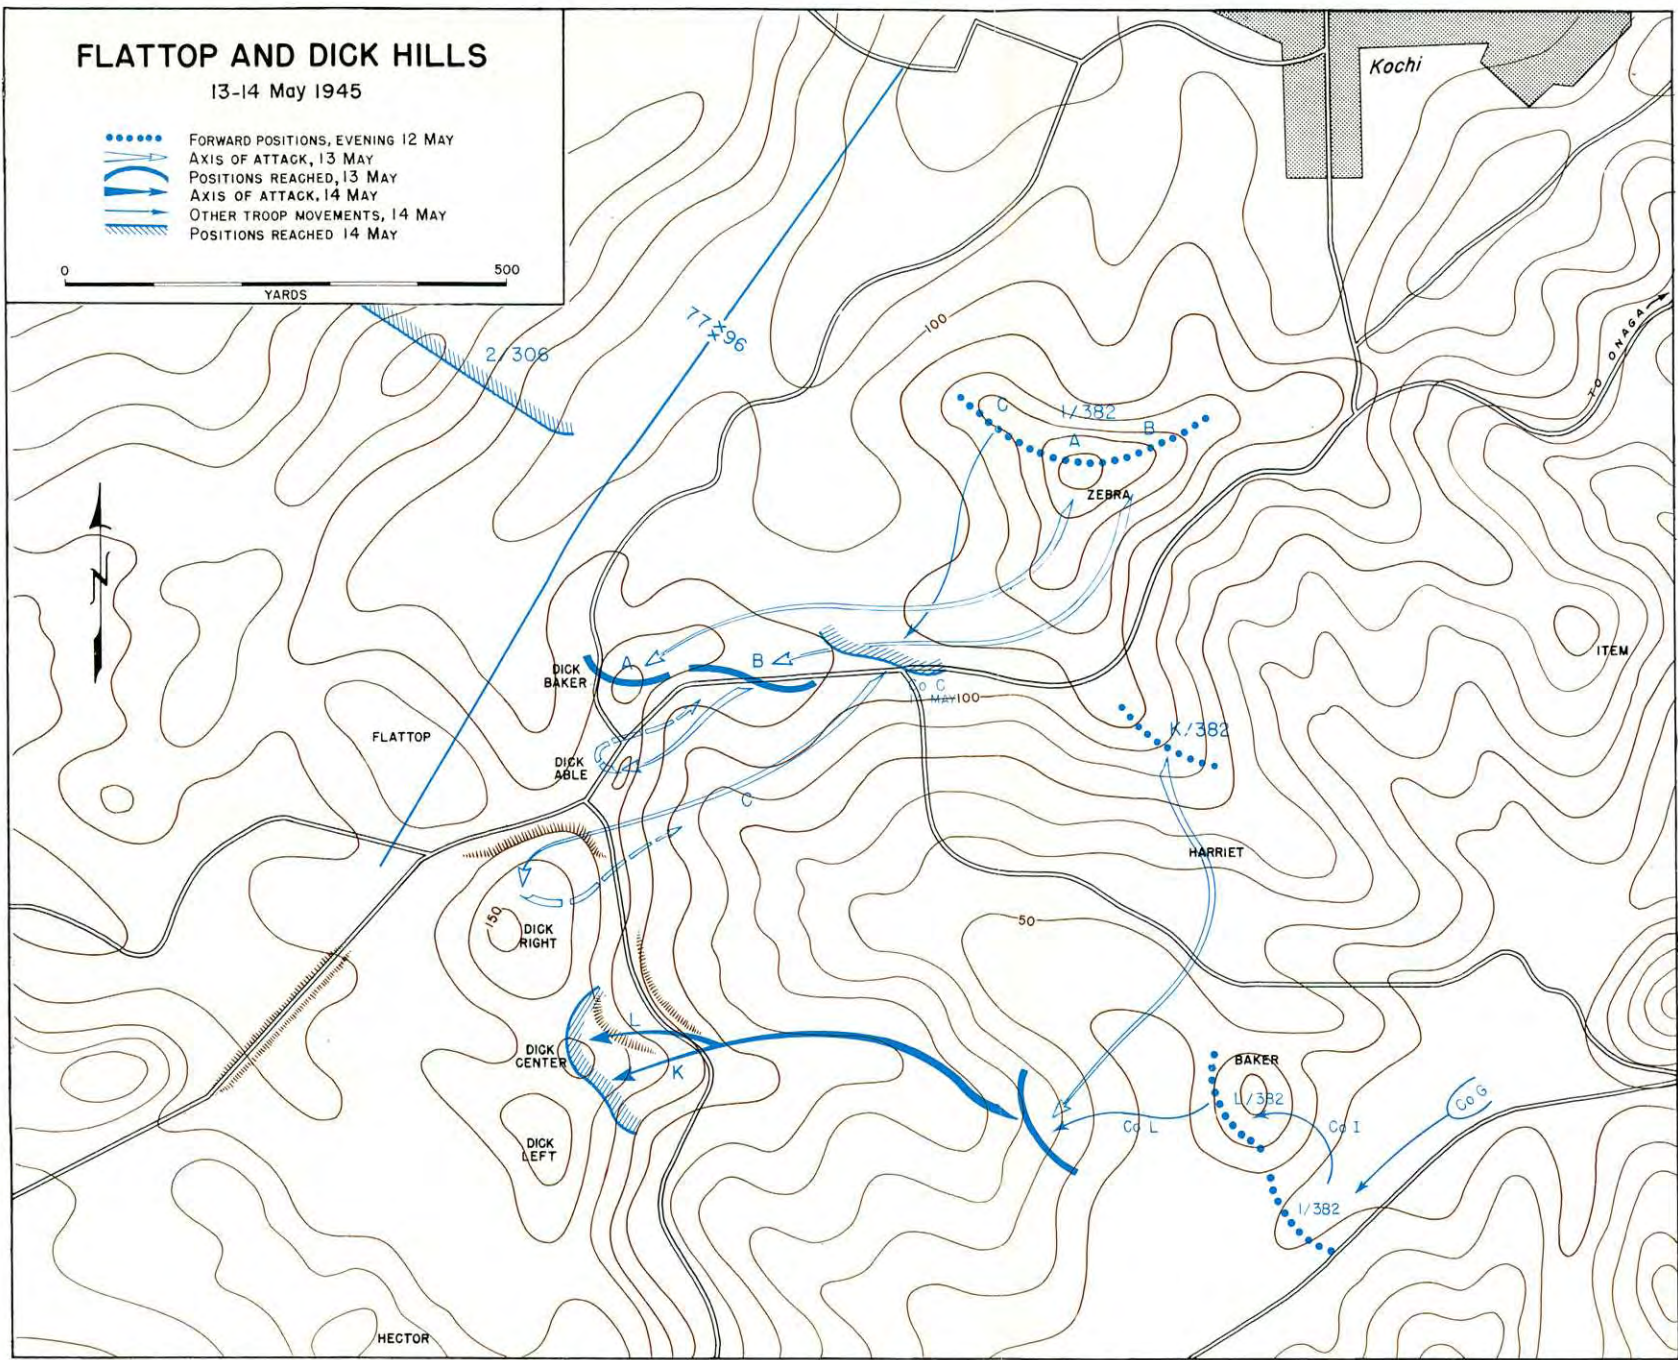 FLATTOP AND DICK HILLS
13-14 May 1945
FORWARD POSITIONS, EVENING 12 MAY
AXIS OF ATTACK, 13 MAY
POSITIONS REACHED, 13 MAY
AXIS OF ATTACK, 14 MAY
OTHER TROOP MOVEMENTS, 14 MAY
POSITIONS REACHED 14 MAY
0 500
YARDS
Kochi
TO ONAGA
77 x x 96
2/306
100
C
1/382
A
B
ZEBRA
N
ITEM
DICK
BAKER
A
B
Co C
MAY
100
K/382
FLATTOP
DICK
ABLE
C
HARRIET
150
DICK
RIGHT
50
L
K
DICK
CENTER
BAKER
L/382
Co L
Co I
Co G
DICK
LEFT
I/382
HECTOR